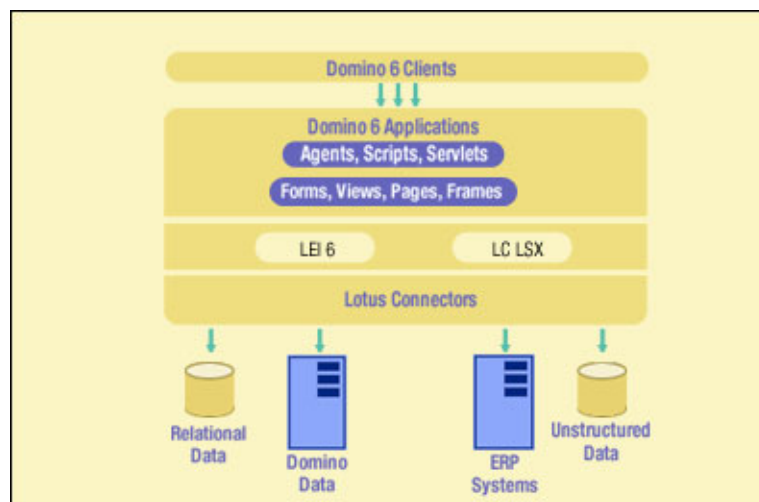 Domino 6 Clients
Domino 6 Applications
Agents, Scripts, Servlets
Forms, Views, Pages, Frames
LEI 6
LC LSX
Lotus Connectors
Relational
Data
Domino
Data
ERP
Systems
Unstructured
Data